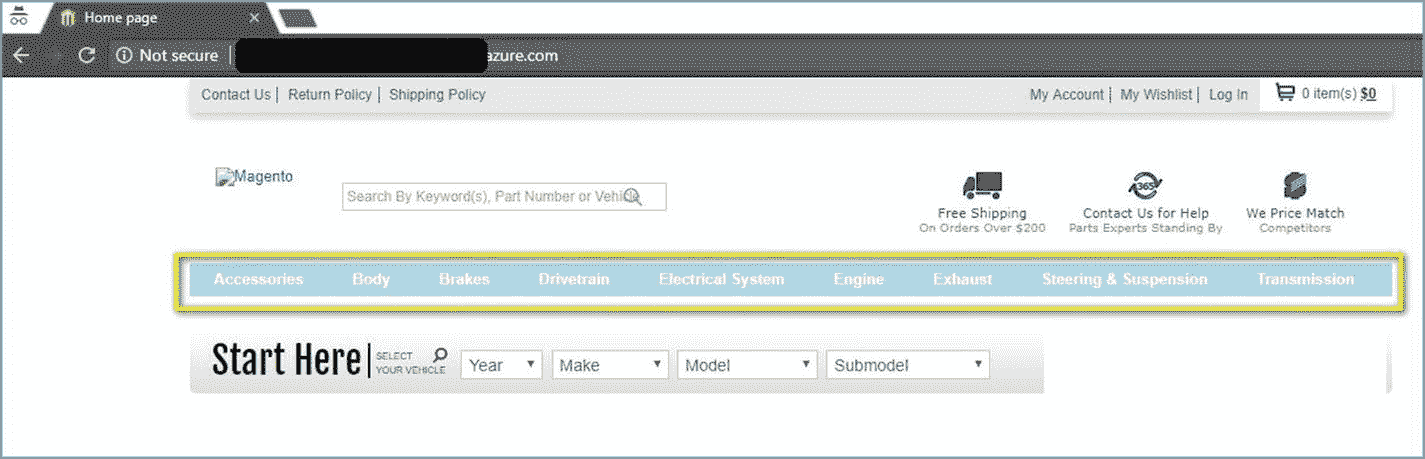 Home page
Not secure azure.com
Contact Us Return Policy Shipping Policy My Account My Wishlist Log In 0 item(s) $0
Magento
Search By Keyword(s), Part Number or Vehicle
365
Free Shipping Contact Us for Help We Price Match
On Orders Over $200 Parts Experts Standing By Competitors
Accessories Body Brakes Drivetrain Electrical System Engine Exhaust Steering & Suspension Transmission
Start Here SELECT YOUR VEHICLE Year Make Model Submodel